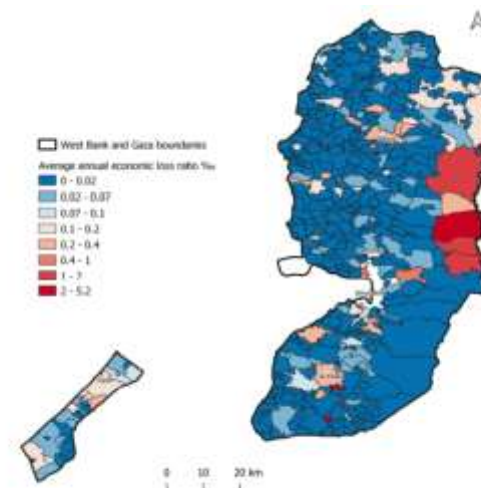 A
West Bank and Gaza boundaries
Average annual economic loss ratio ‰
0 - 0.02
0.02 - 0.07
0.07 - 0.1
0.1 - 0.2
0.2 - 0.4
0.4 - 1
1 - 2
2 - 5.2
0 10 20 km